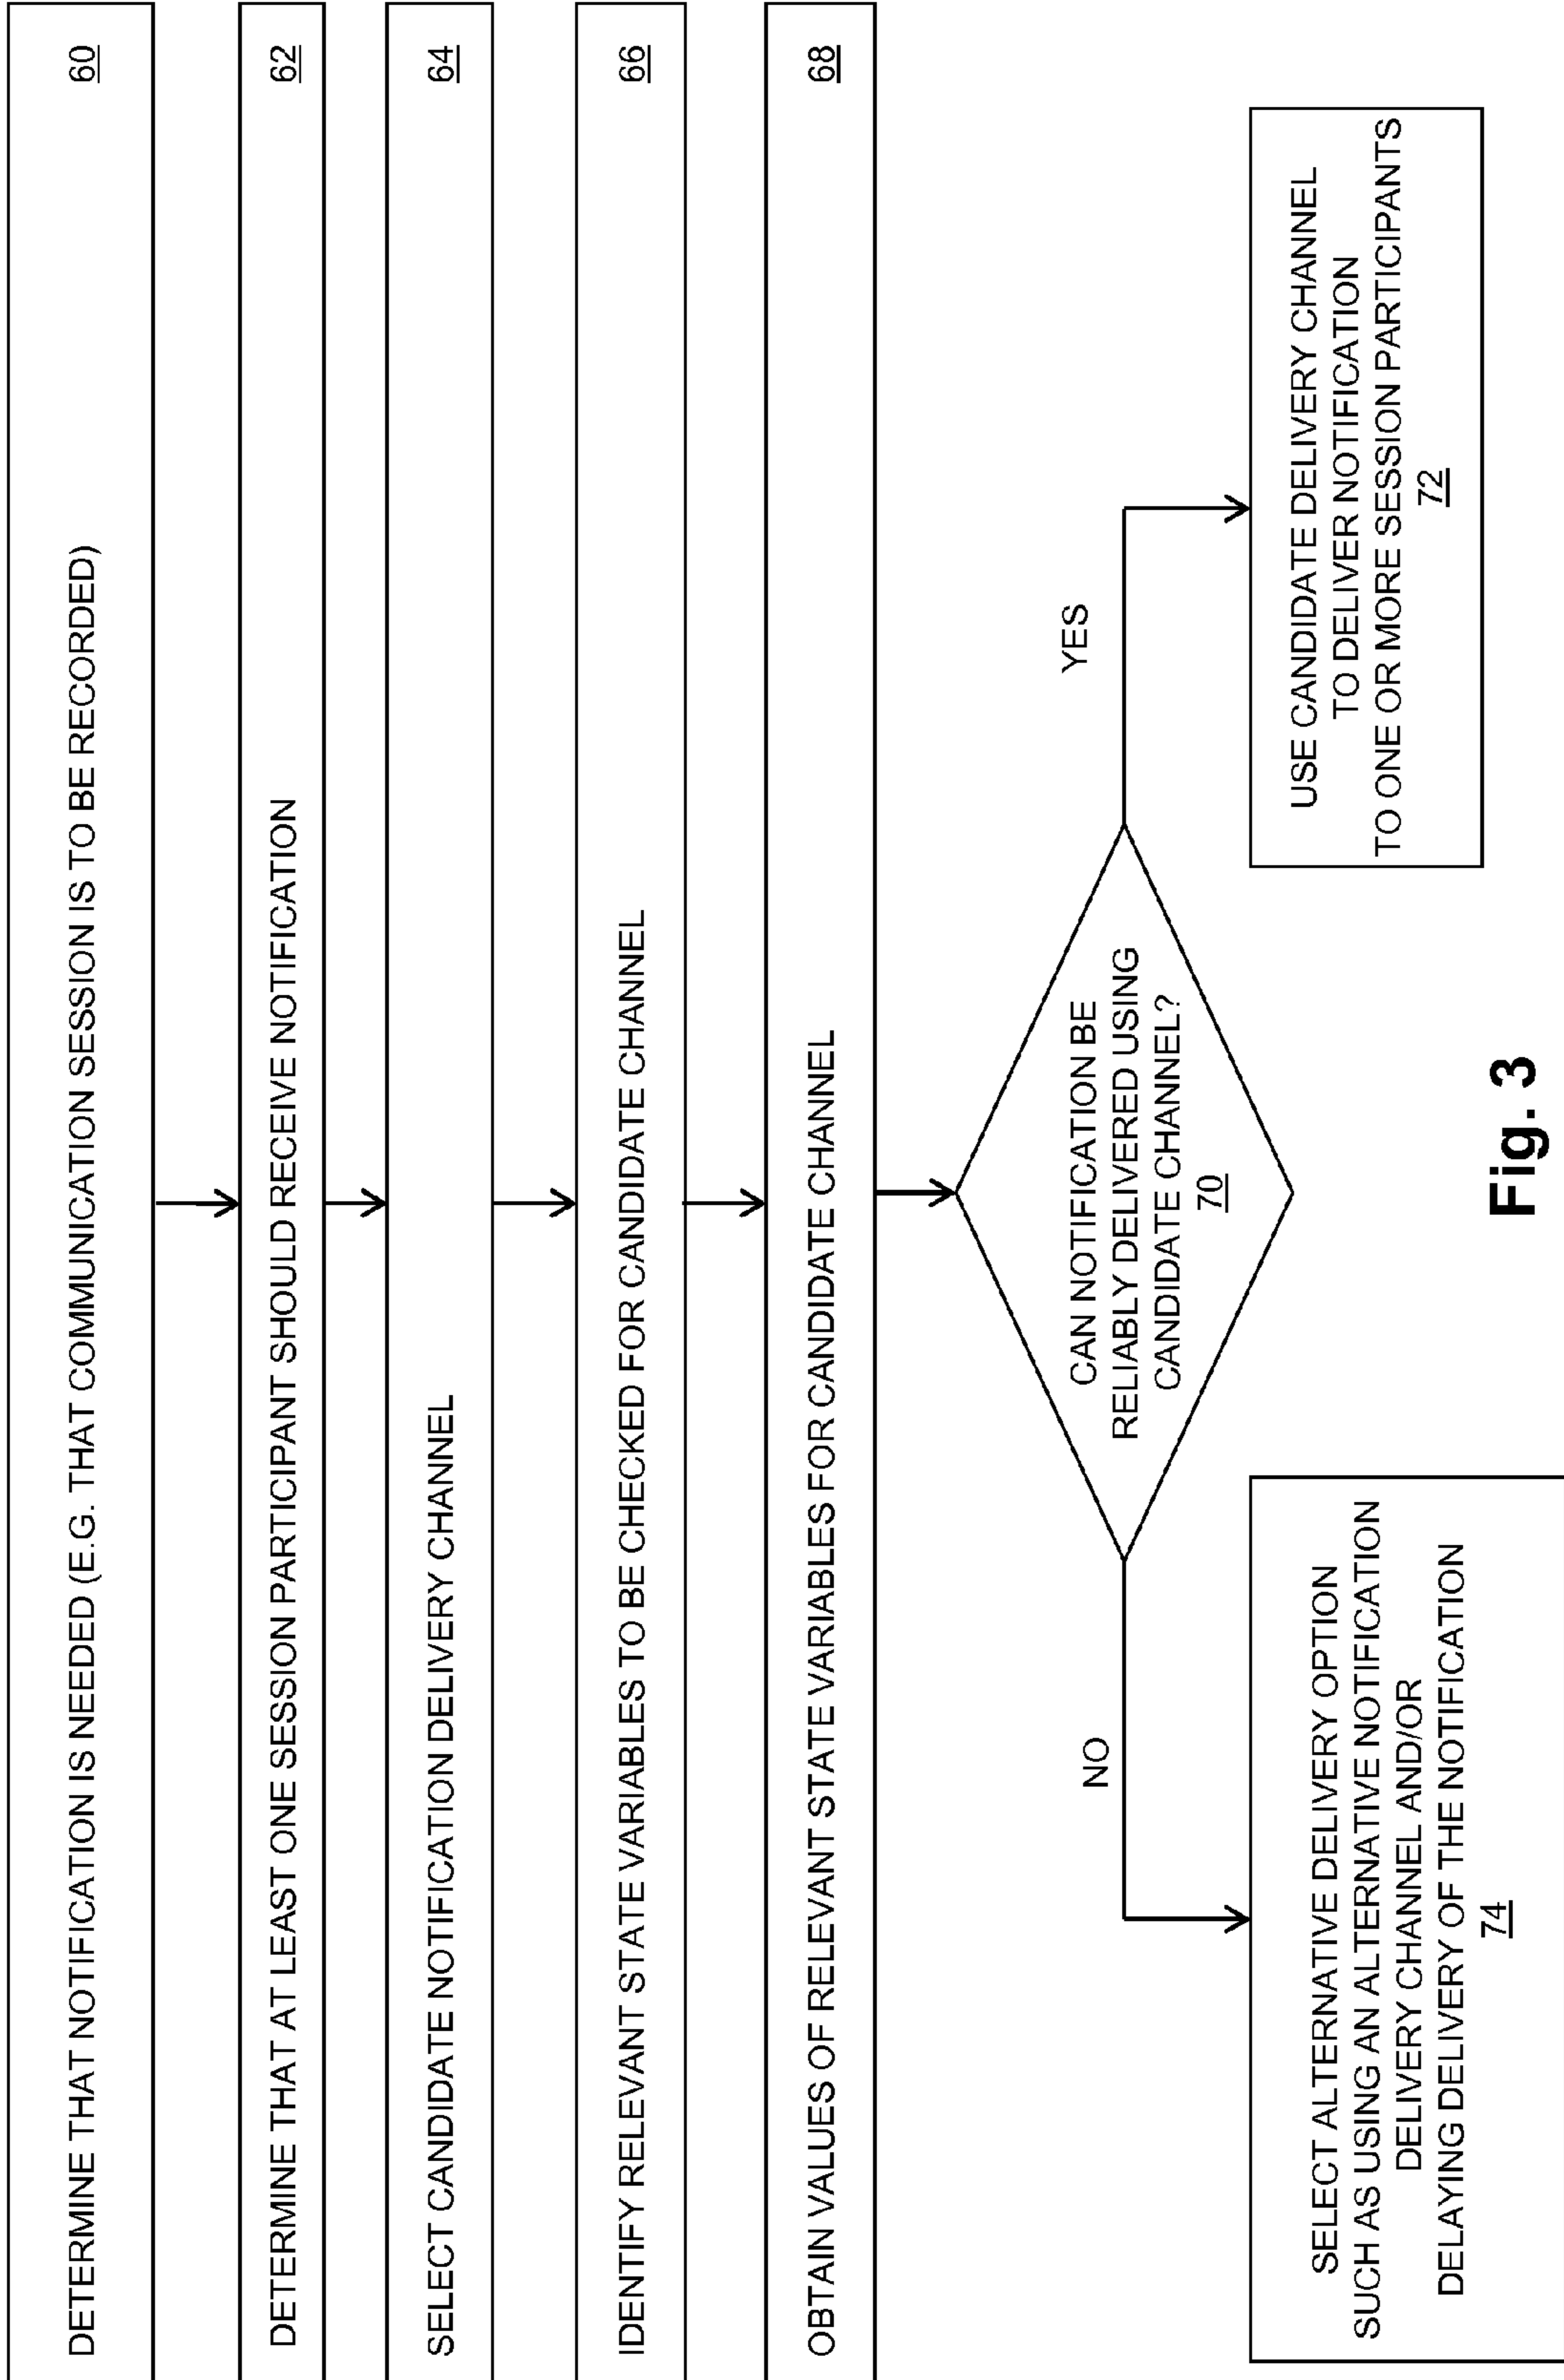 DETERMINE THAT NOTIFICATION IS NEEDED (E.G. THAT COMMUNICATION SESSION IS TO BE RECORDED) 60
DETERMINE THAT AT LEAST ONE SESSION PARTICIPANT SHOULD RECEIVE NOTIFICATION 62
SELECT CANDIDATE NOTIFICATION DELIVERY CHANNEL 64
IDENTIFY RELEVANT STATE VARIABLES TO BE CHECKED FOR CANDIDATE CHANNEL 66
OBTAIN VALUES OF RELEVANT STATE VARIABLES FOR CANDIDATE CHANNEL 68
CAN NOTIFICATION BE
RELIABLY DELIVERED USING
CANDIDATE CHANNEL?
70
NO
YES
SELECT ALTERNATIVE DELIVERY OPTION
SUCH AS USING AN ALTERNATIVE NOTIFICATION
DELIVERY CHANNEL AND/OR
DELAYING DELIVERY OF THE NOTIFICATION
74
USE CANDIDATE DELIVERY CHANNEL
TO DELIVER NOTIFICATION
TO ONE OR MORE SESSION PARTICIPANTS
72
Fig. 3